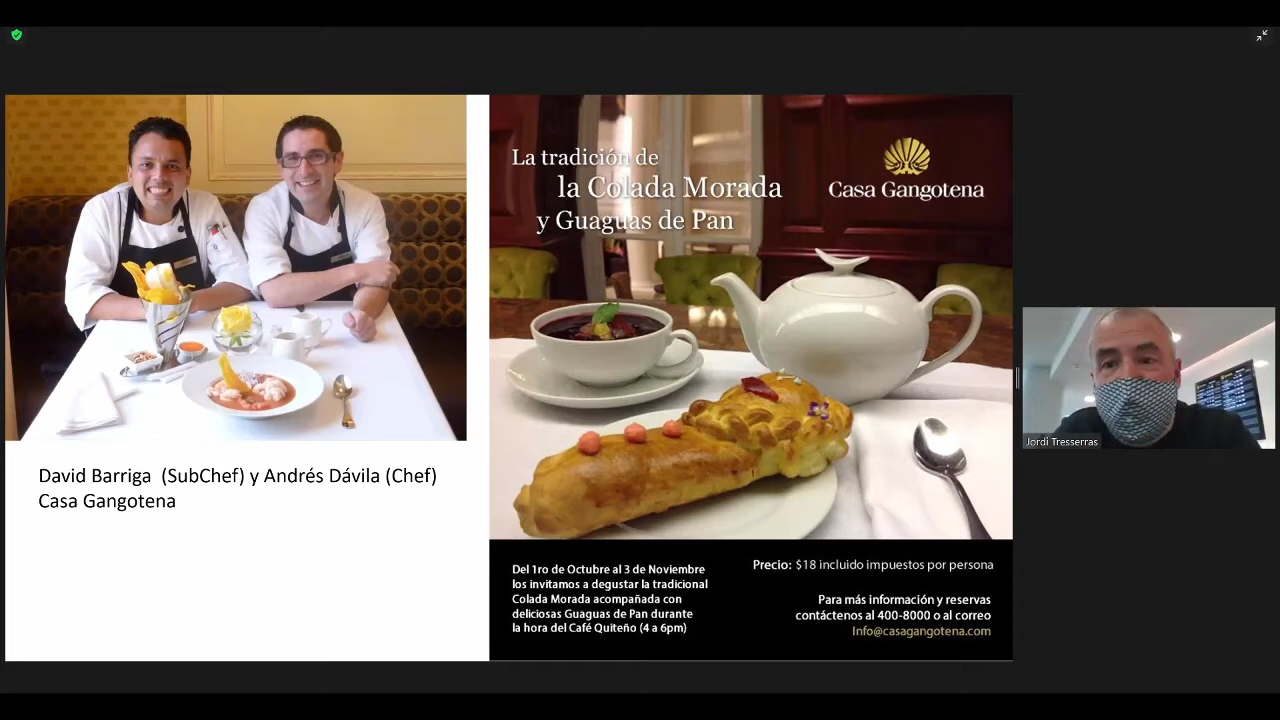 La tradición de
la Colada Morada
y Guaguas de Pan
Casa Gangotena
David Barriga  (SubChef) y Andrés Dávila (Chef)
Casa Gangotena
Del 1ro de Octubre al 3 de Noviembre
los invitamos a degustar la tradicional
Colada Morada acompañada con
deliciosas Guaguas de Pan durante
la hora del Café Quiteño (4 a 6pm)
Precio: $18 incluido impuestos por persona
Para más información y reservas
contáctenos al 400-8000 o al correo
Info@casagangotena.com
Jordi Tresserras